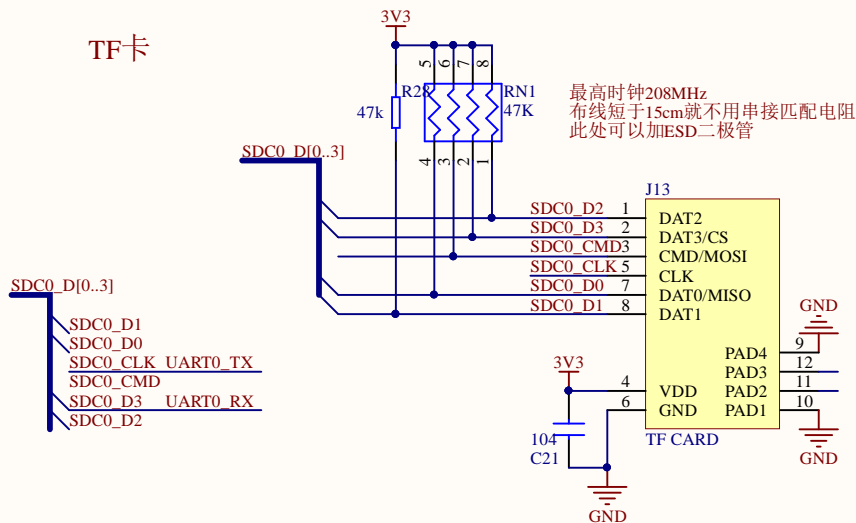 TF卡
3V3
5 6 7 8
R28
47k
RN1
47K
4 3 2 1
最高时钟208MHz
布线短于15cm就不用串接匹配电阻
此处可以加ESD二极管
SDC0_D[0..3]
J13
SDC0_D2 1 DAT2
SDC0_D3 2 DAT3/CS
SDC0_CMD 3 CMD/MOSI
SDC0_CLK 5 CLK
SDC0_D0 7 DAT0/MISO
SDC0_D1 8 DAT1
GND
PAD4 9
PAD3 12
PAD2 11
PAD1 10
GND
3V3
4 VDD
6 GND
TF CARD
104
C21
GND
SDC0_D[0..3]
SDC0_D1
SDC0_D0
SDC0_CLK UART0_TX
SDC0_CMD
SDC0_D3 UART0_RX
SDC0_D2